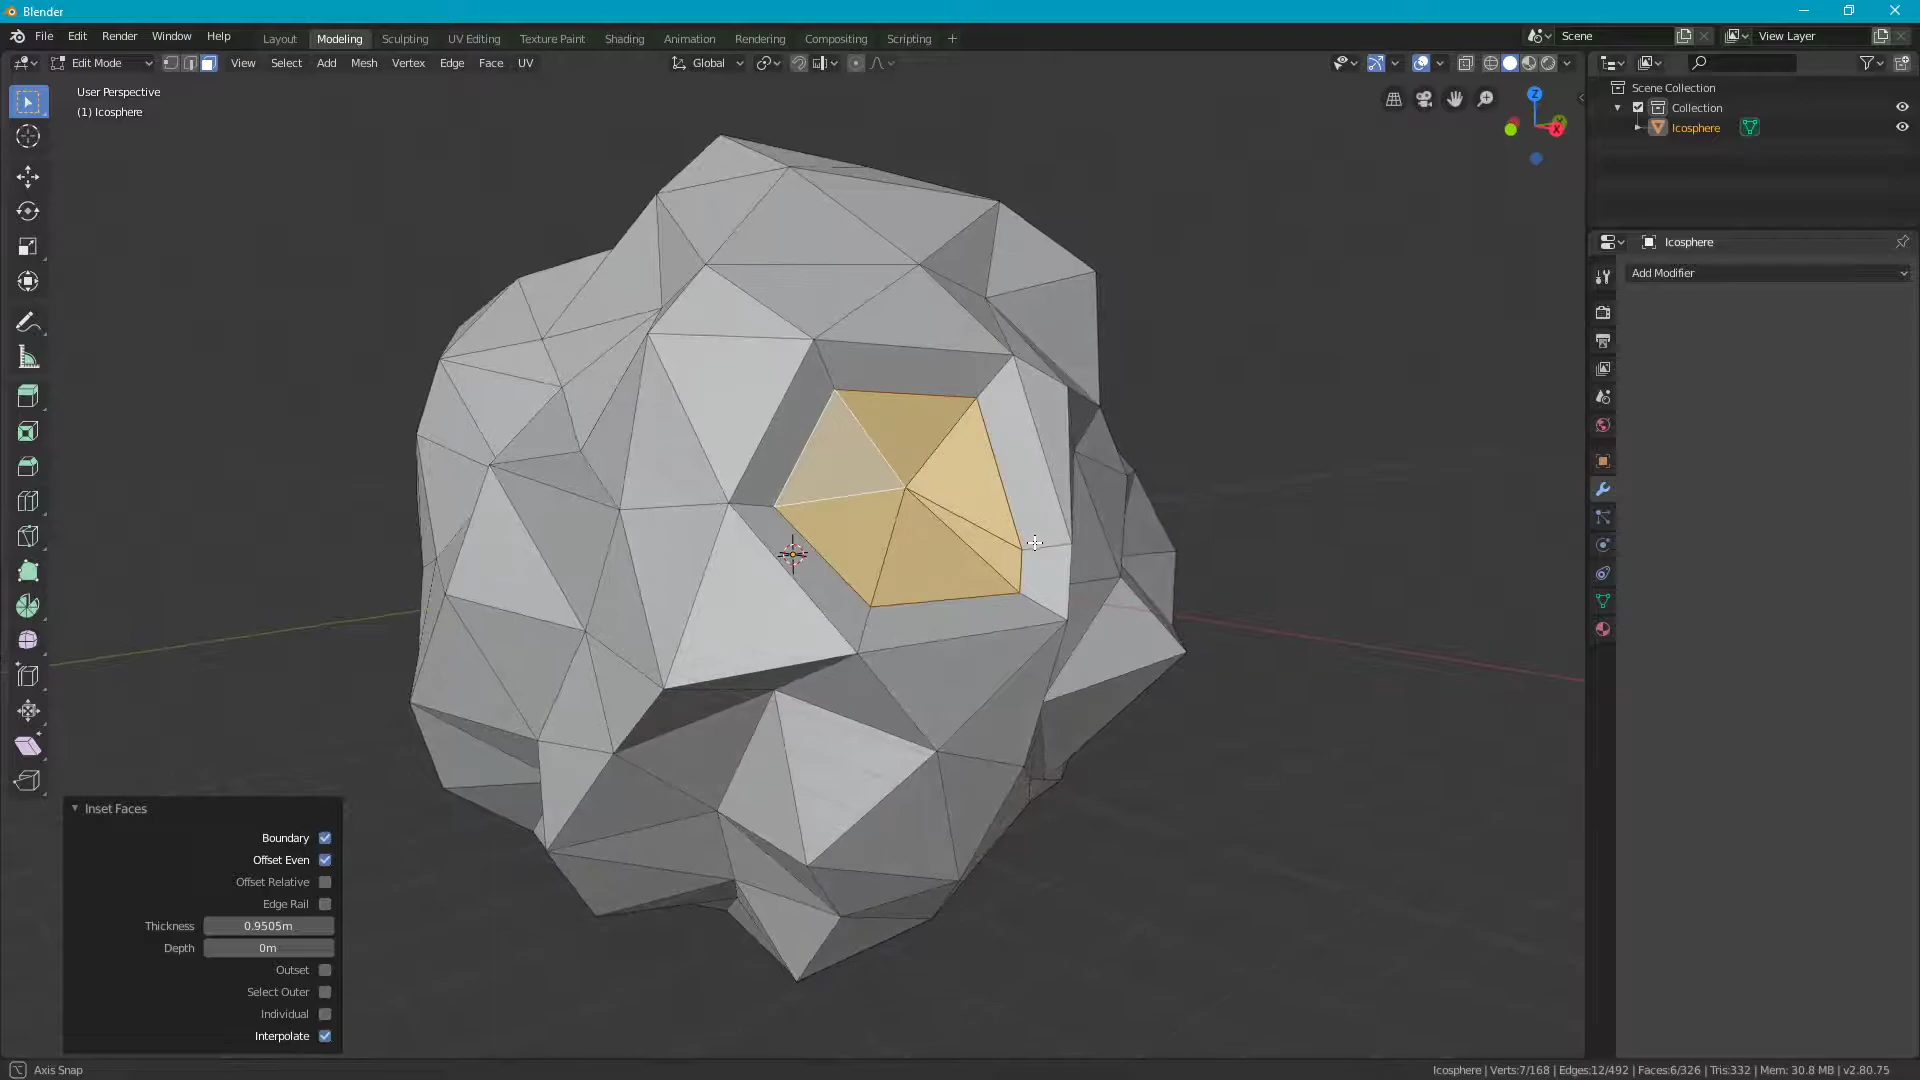 Blender
File Edit Render Window Help
Layout Modeling Sculpting UV Editing Texture Paint Shading Animation Rendering Compositing Scripting +
Scene
View Layer
Edit Mode View Select Add Mesh Vertex Edge Face UV
Global
User Perspective
(1) Icosphere
Z
Y
X
Scene Collection
Collection
Icosphere
Icosphere
Add Modifier
Inset Faces
Boundary
Offset Even
Offset Relative
Edge Rail
Thickness 0.9505m
Depth 0m
Outset
Select Outer
Individual
Interpolate
Axis Snap
Icosphere | Verts:7/168 | Edges:12/492 | Faces:6/326 | Tris:332 | Mem: 30.8 MB | v2.80.75